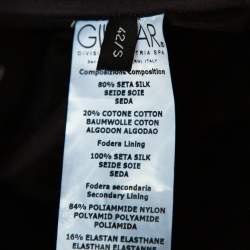 42/S
Composizione Composition
80% SETA SILK
SEIDE SOIE
SEDA
20% COTONE COTTON
BAUMWOLLE COTON
ALGODON ALGODAO
Fodera Lining
100% SETA SILK
SEIDE SOIE
SEDA
Fodera secondaria
Secondary Lining
84% POLIAMMIDE NYLON
POLYAMID POLYAMIDE
POLIAMIDA
16% ELASTAN ELASTHANE
ELASTHAN ELASTANNE